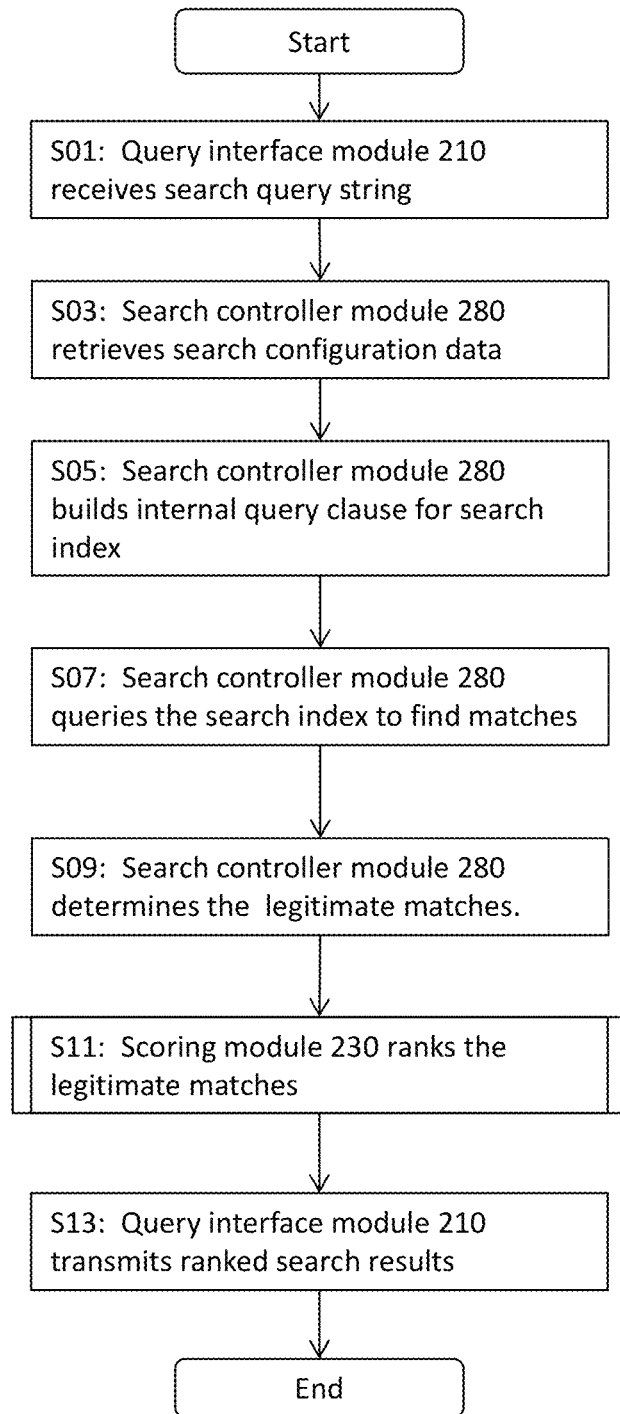 Start
S01: Query interface module 210
receives search query string
S03: Search controller module 280
retrieves search configuration data
S05: Search controller module 280
builds internal query clause for search
index
S07: Search controller module 280
queries the search index to find matches
S09: Search controller module 280
determines the legitimate matches.
S11: Scoring module 230 ranks the
legitimate matches
S13: Query interface module 210
transmits ranked search results
End